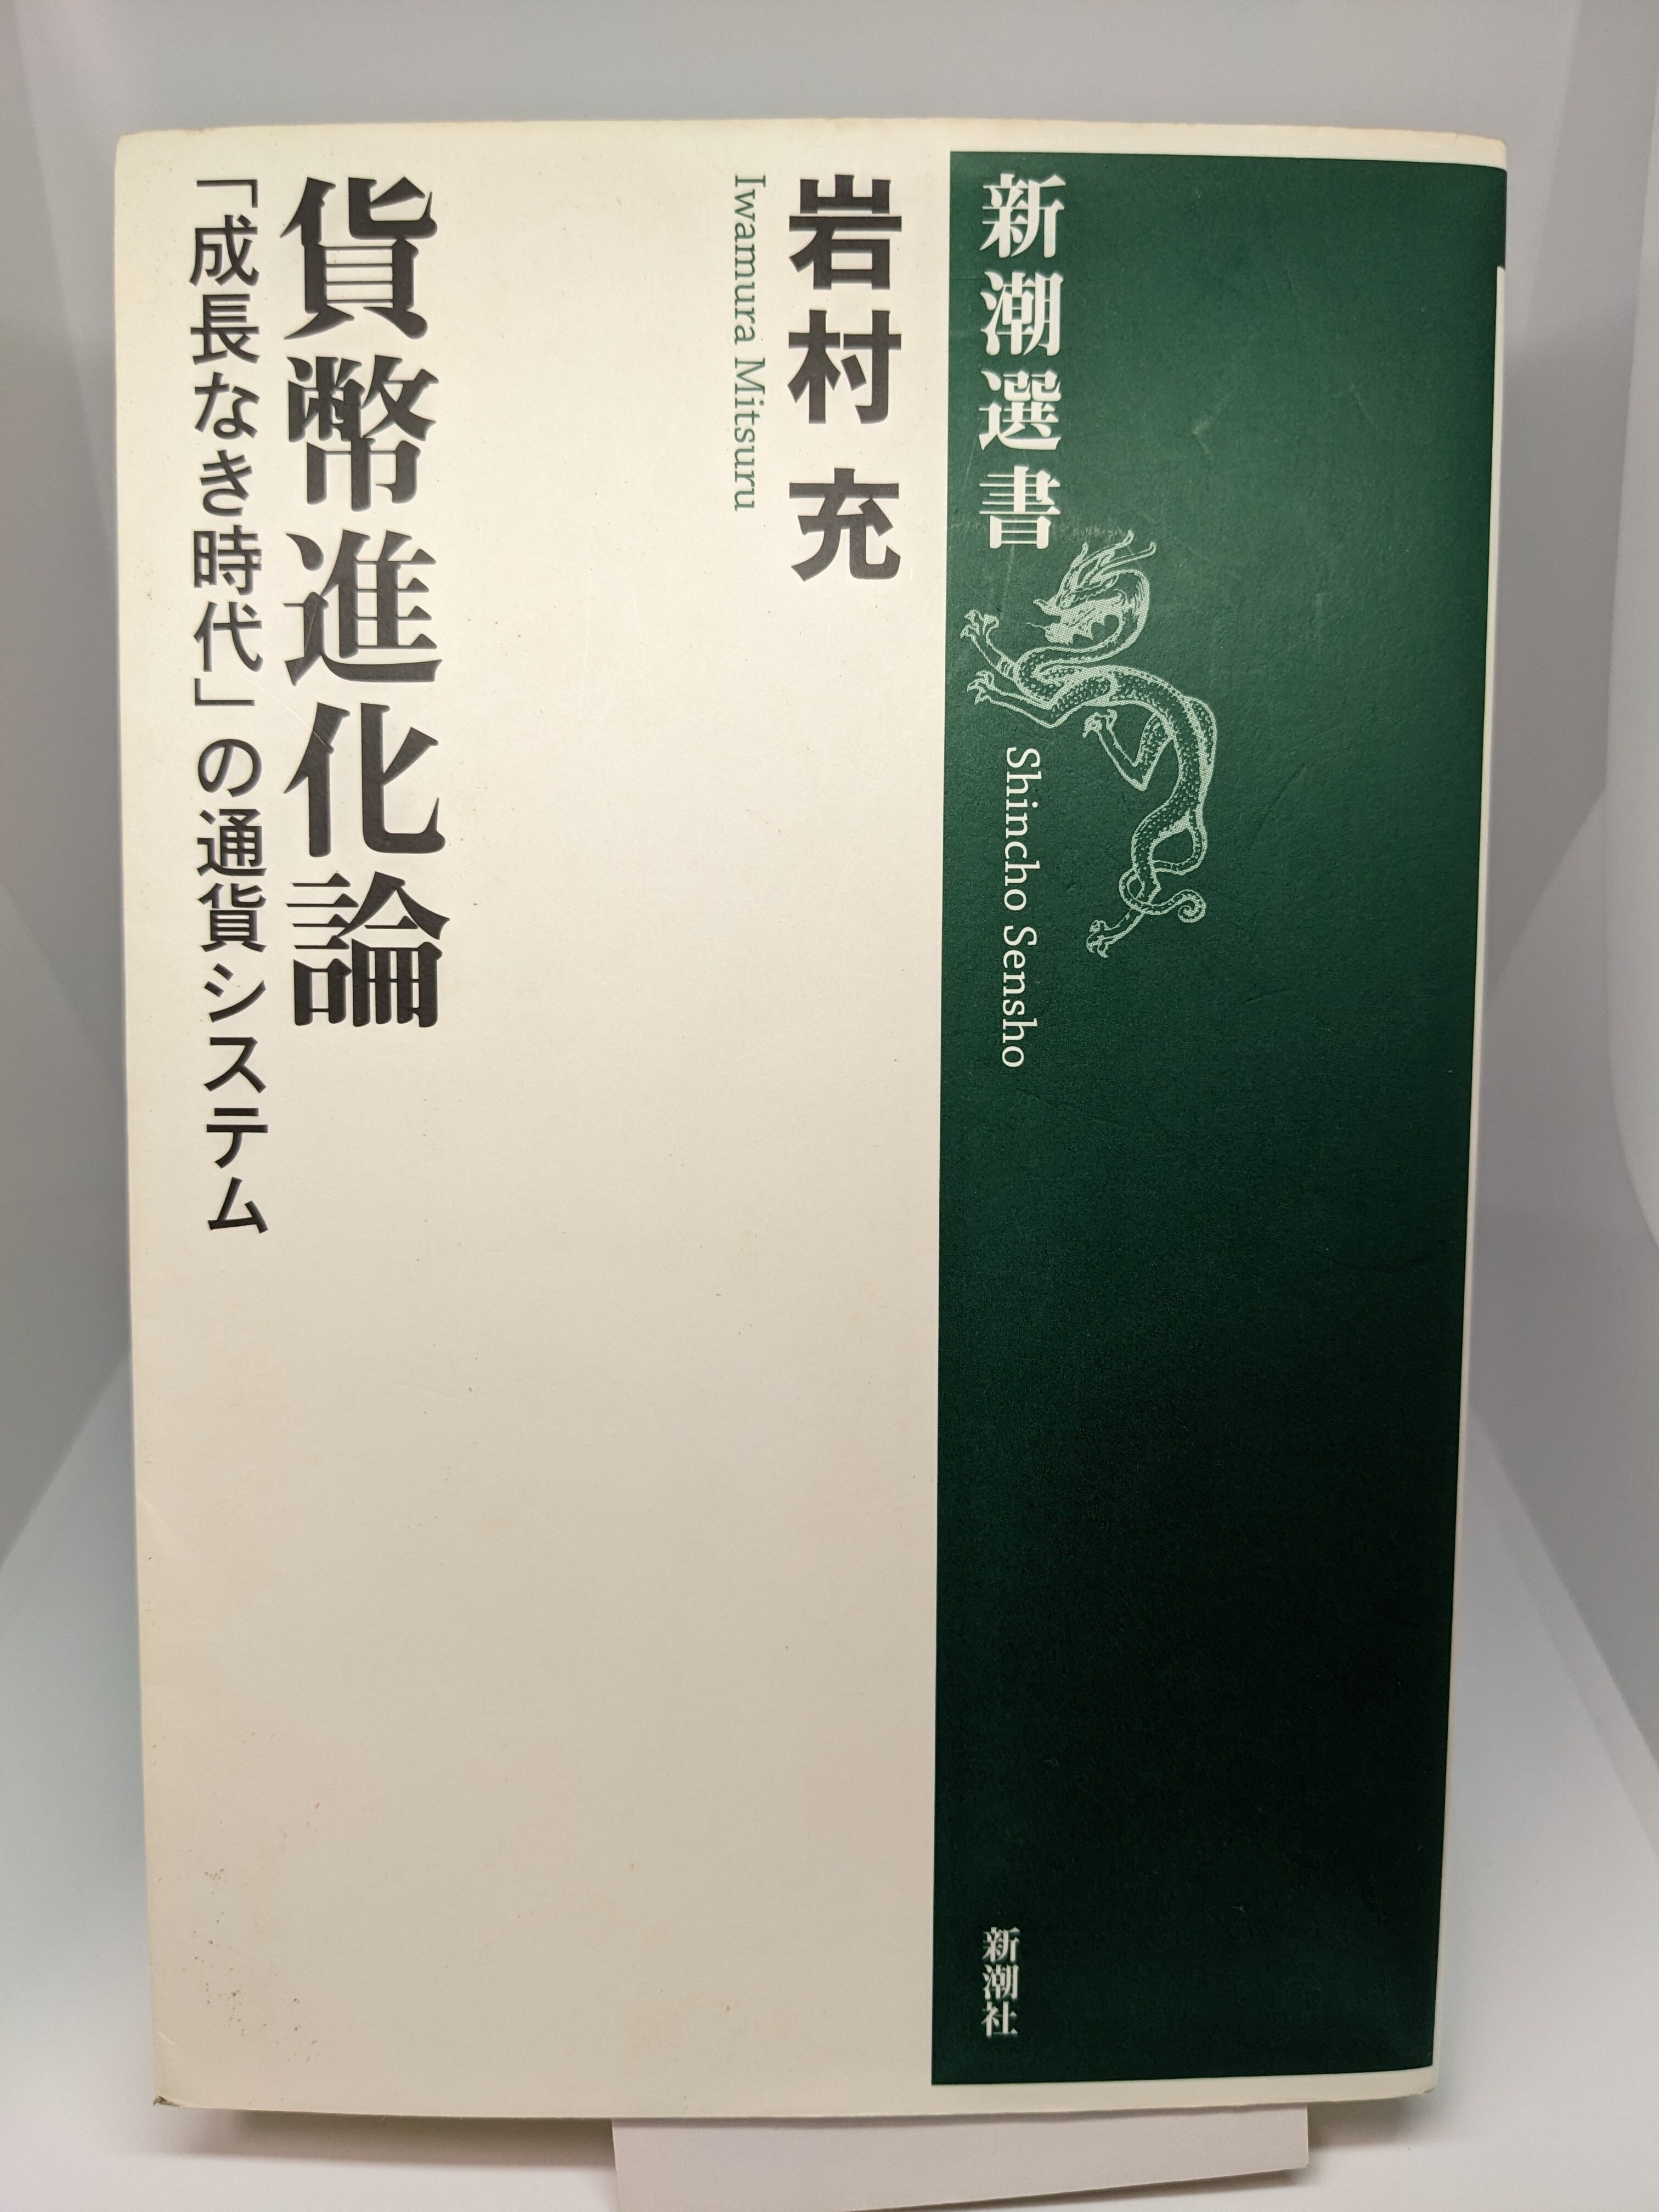 新潮選書
Shincho Sensho
新潮社
岩村 充
Iwamura Mitsuru
貨幣進化論
「成長なき時代」の通貨システム